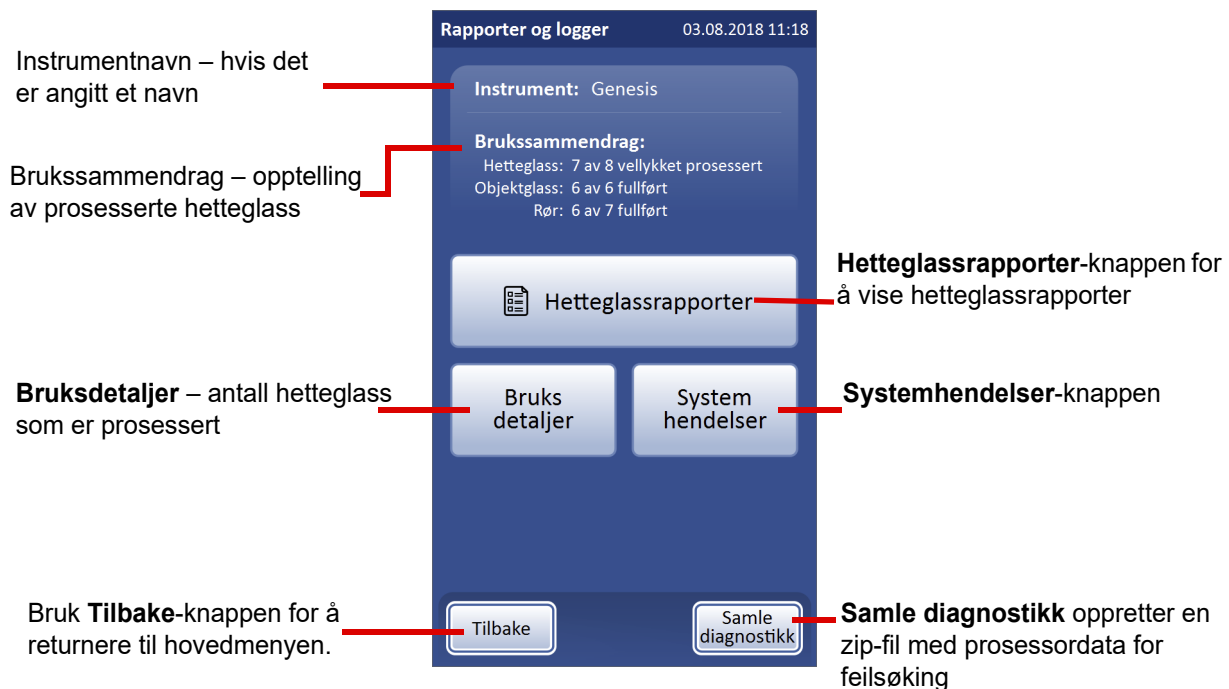 Rapporter og logger 03.08.2018 11:18
Instrumentnavn – hvis det
er angitt et navn
Instrument: Genesis
Brukssammendrag – opptelling
av prosesserte hetteglass
Brukssammendrag:
Hetteglass: 7 av 8 vellykket prosessert
Objektglass: 6 av 6 fullført
Rør: 6 av 7 fullført
Hetteglassrapporter
Hetteglassrapporter-knappen for
å vise hetteglassrapporter
Bruksdetaljer – antall hetteglass
som er prosessert
Bruks
detaljer
System
hendelser
Systemhendelser-knappen
Bruk Tilbake-knappen for å
returnere til hovedmenyen.
Tilbake
Samle
diagnostikk
Samle diagnostikk oppretter en
zip-fil med prosessordata for
feilsøking